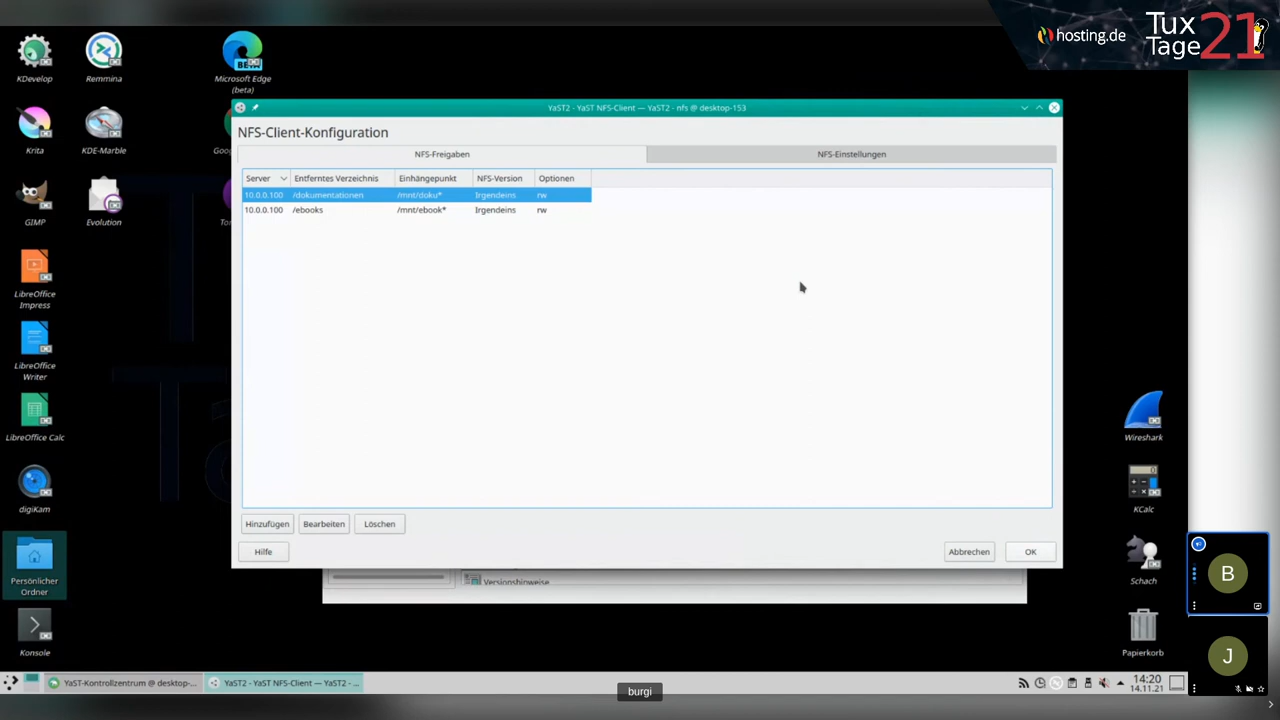 hosting.de
Tux
Tage
21
KDevelop
Remmina
Microsoft Edge
(beta)
Krita
KDE-Marble
GIMP
Evolution
LibreOffice
Impress
LibreOffice
Writer
LibreOffice Calc
digiKam
Persönlicher
Ordner
Konsole
YaST2 - YaST NFS-Client — YaST2 - nfs @ desktop-153
NFS-Client-Konfiguration
NFS-Freigaben
NFS-Einstellungen
Server Entferntes Verzeichnis Einhängepunkt NFS-Version Optionen
10.0.0.100 /dokumentationen /mnt/doku* Irgendeins rw
10.0.0.100 /ebooks /mnt/ebook* Irgendeins rw
Hinzufügen Bearbeiten Löschen
Hilfe Abbrechen OK
Versionshinweise
Wireshark
KCalc
Schach
Papierkorb
B
J
YaST-Kontrollzentrum @ desktop-...
YaST2 - YaST NFS-Client — YaST2 - ...
14:20
14.11.21
burgi